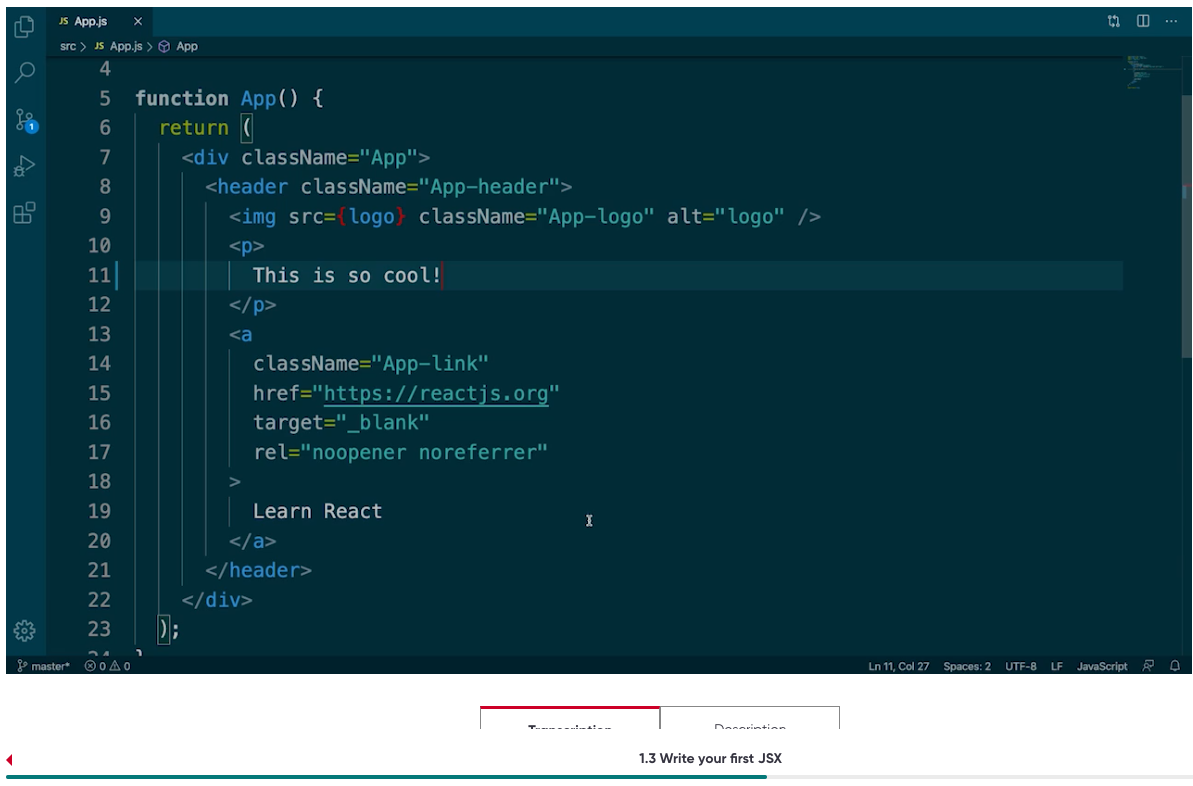 JS App.js
src > JS App.js > App
4
5 function App() {
6 return (
7 <div className="App">
8 <header className="App-header">
9 <img src={logo} className="App-logo" alt="logo" />
10 <p>
11 This is so cool!
12 </p>
13 <a
14 className="App-link"
15 href="https://reactjs.org"
16 target="_blank"
17 rel="noopener noreferrer"
18 >
19 Learn React
20 </a>
21 </header>
22 </div>
23 );
24 }
1
master* 0 0 Ln 11, Col 27 Spaces: 2 UTF-8 LF JavaScript
Transcription Description
1.3 Write your first JSX